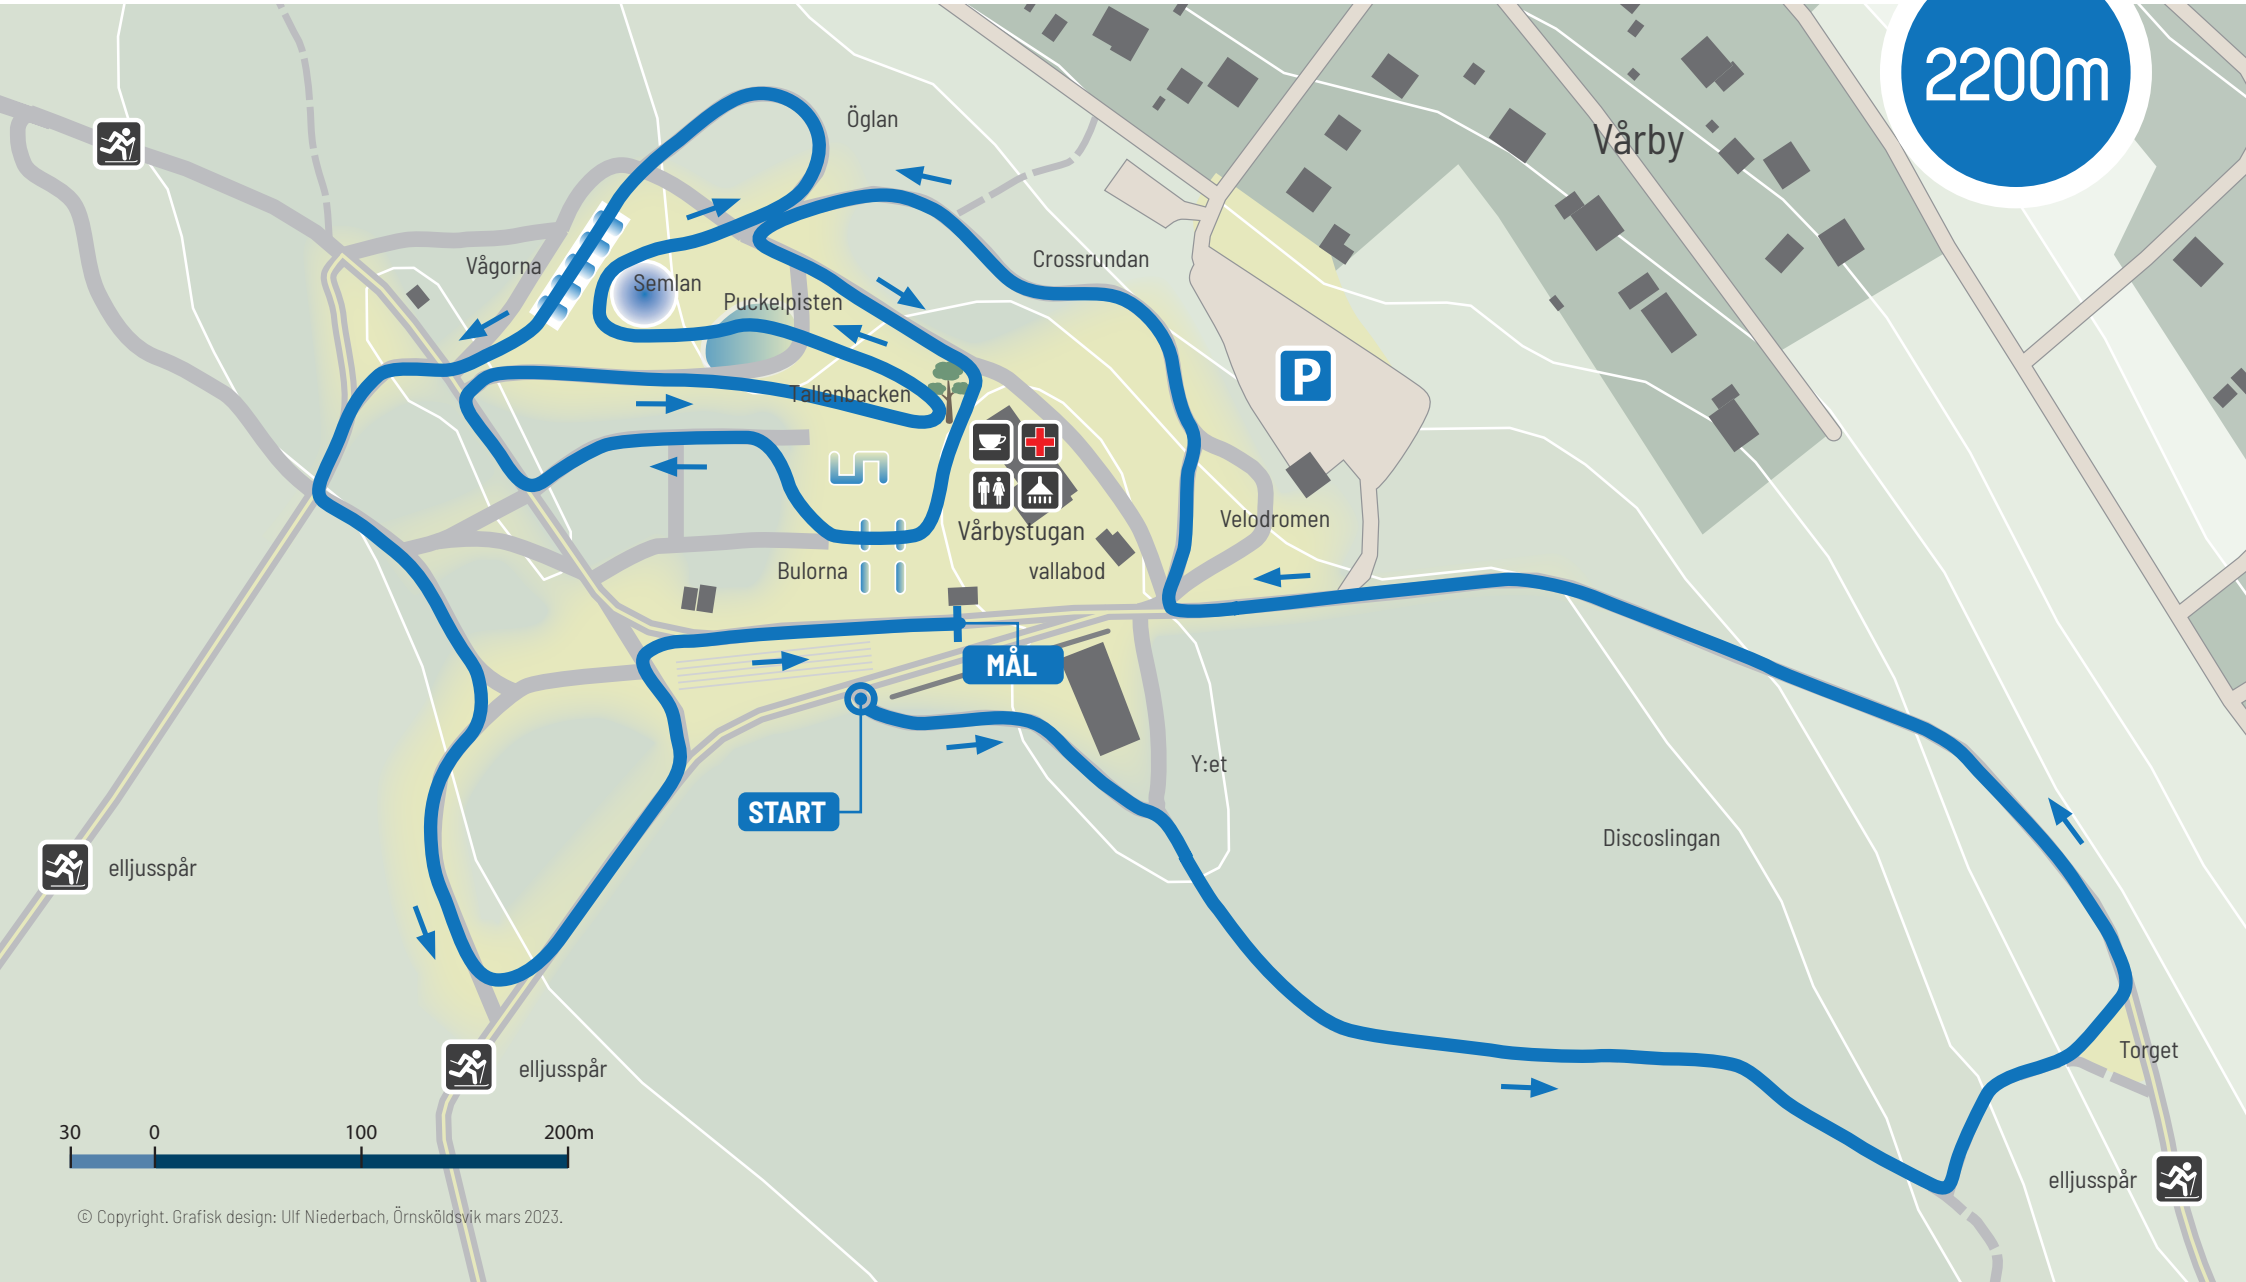 2200m
Öglan
Vårby
Crossrundan
Vågorna
Semlan
Puckelpisten
P
Tallenbacken
Vårbystugan
Velodromen
Bulorna
vallabod
MÅL
Y:et
START
Discoslingan
elljusspår
Torget
elljusspår
30 0 100 200m
elljusspår
© Copyright. Grafisk design: Ulf Niederbach, Örnsköldsvik mars 2023.